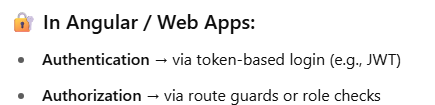 🔐 In Angular / Web Apps:
• Authentication → via token-based login (e.g., JWT)
• Authorization → via route guards or role checks